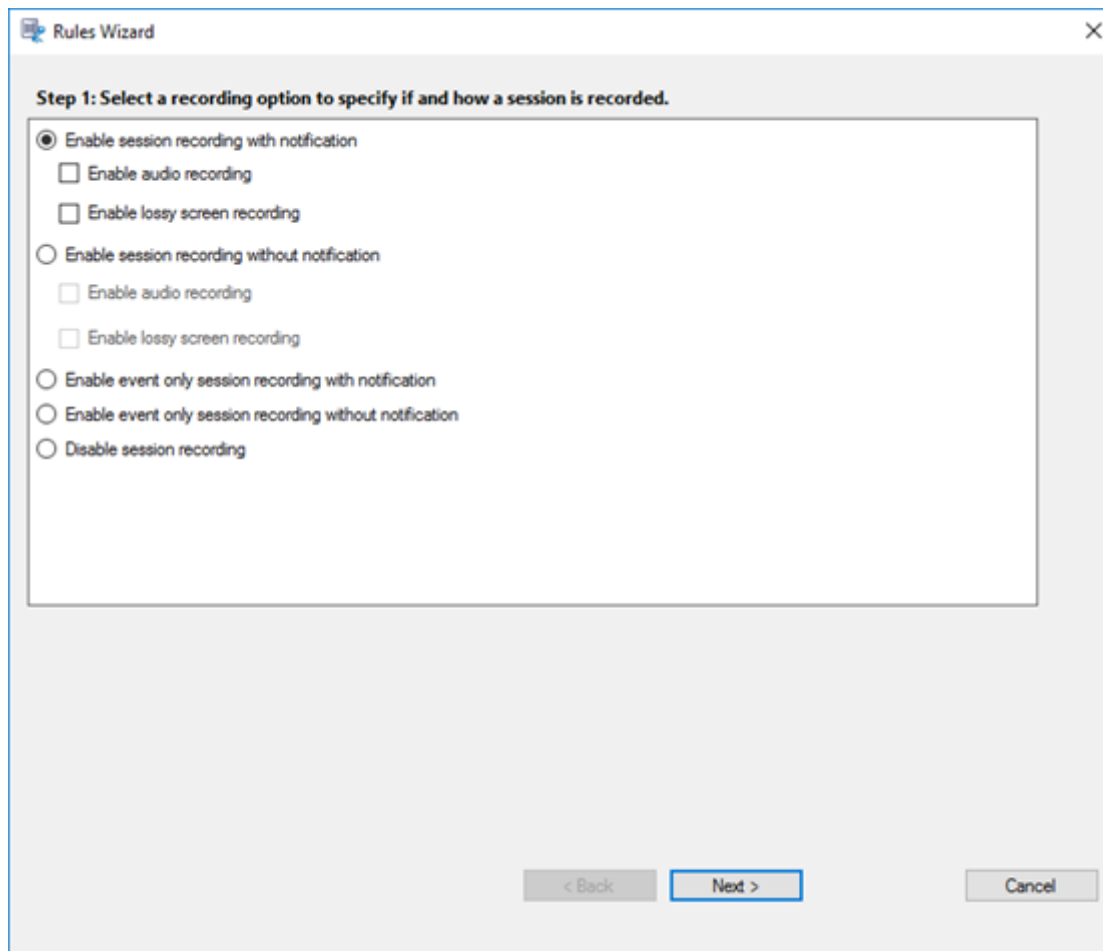 Rules Wizard
Step 1: Select a recording option to specify if and how a session is recorded.
Enable session recording with notification
Enable audio recording
Enable lossy screen recording
Enable session recording without notification
Enable audio recording
Enable lossy screen recording
Enable event only session recording with notification
Enable event only session recording without notification
Disable session recording
< Back Next > Cancel